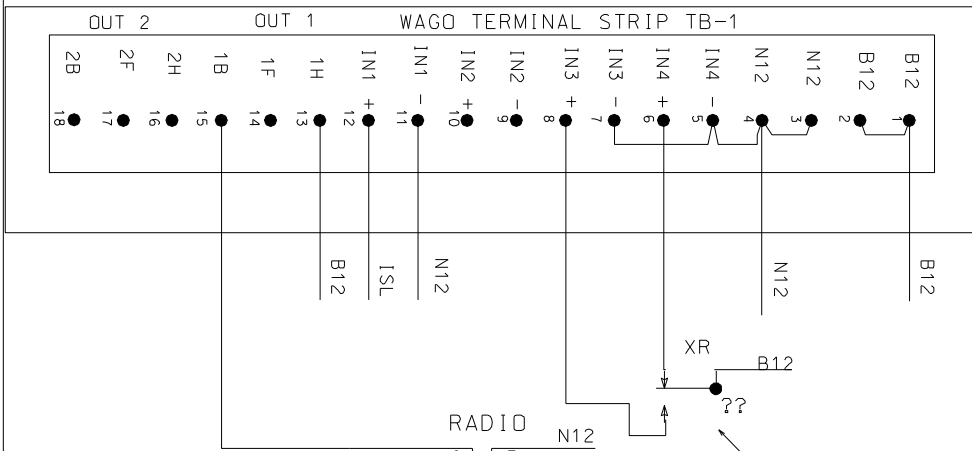 OUT 2 OUT 1 WAGO TERMINAL STRIP TB-1
2B 2F 2H 1B 1F 1H IN1 + IN1 - IN2 + IN2 - IN3 + IN3 - IN4 + IN4 - N12 N12 B12 B12
18 17 16 15 14 13 12 11 10 9 8 7 6 5 4 3 2 1
B12 ISL N12 N12 B12
XR
B12
??
RADIO
N12